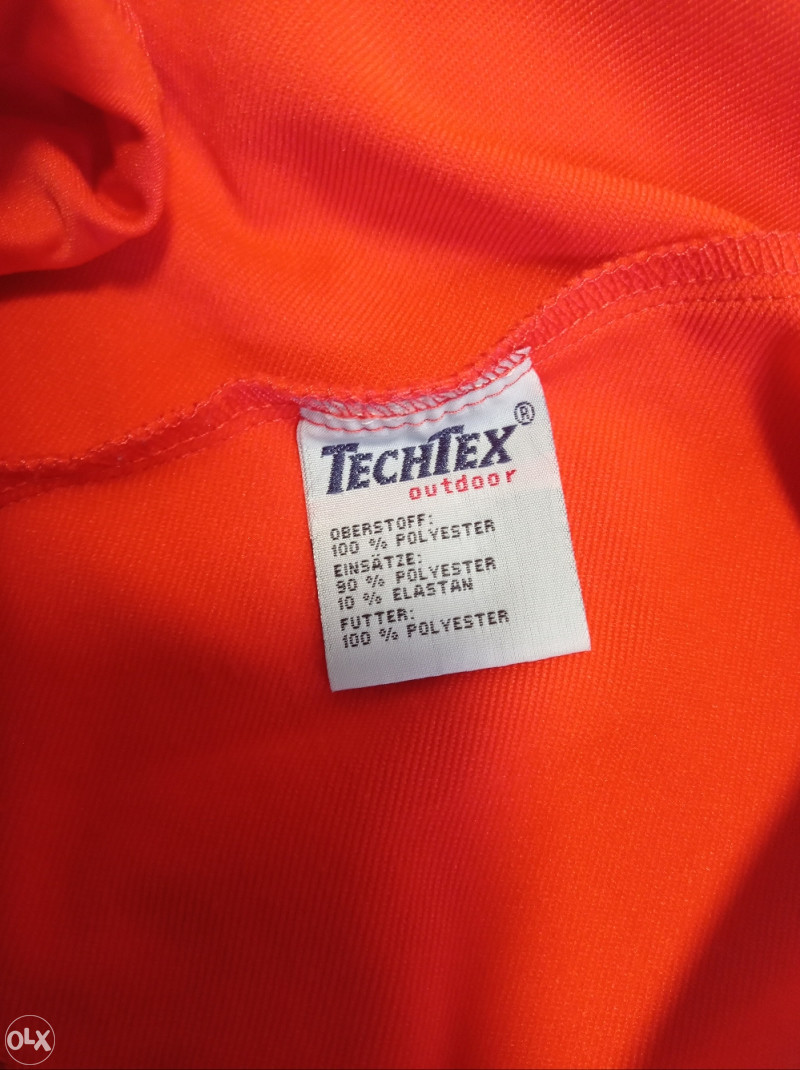 TECHTEX®
outdoor
OBERSTOFF:
100 % POLYESTER
EINSÄTZE:
90 % POLYESTER
10 % ELASTAN
FUTTER:
100 % POLYESTER
OLX